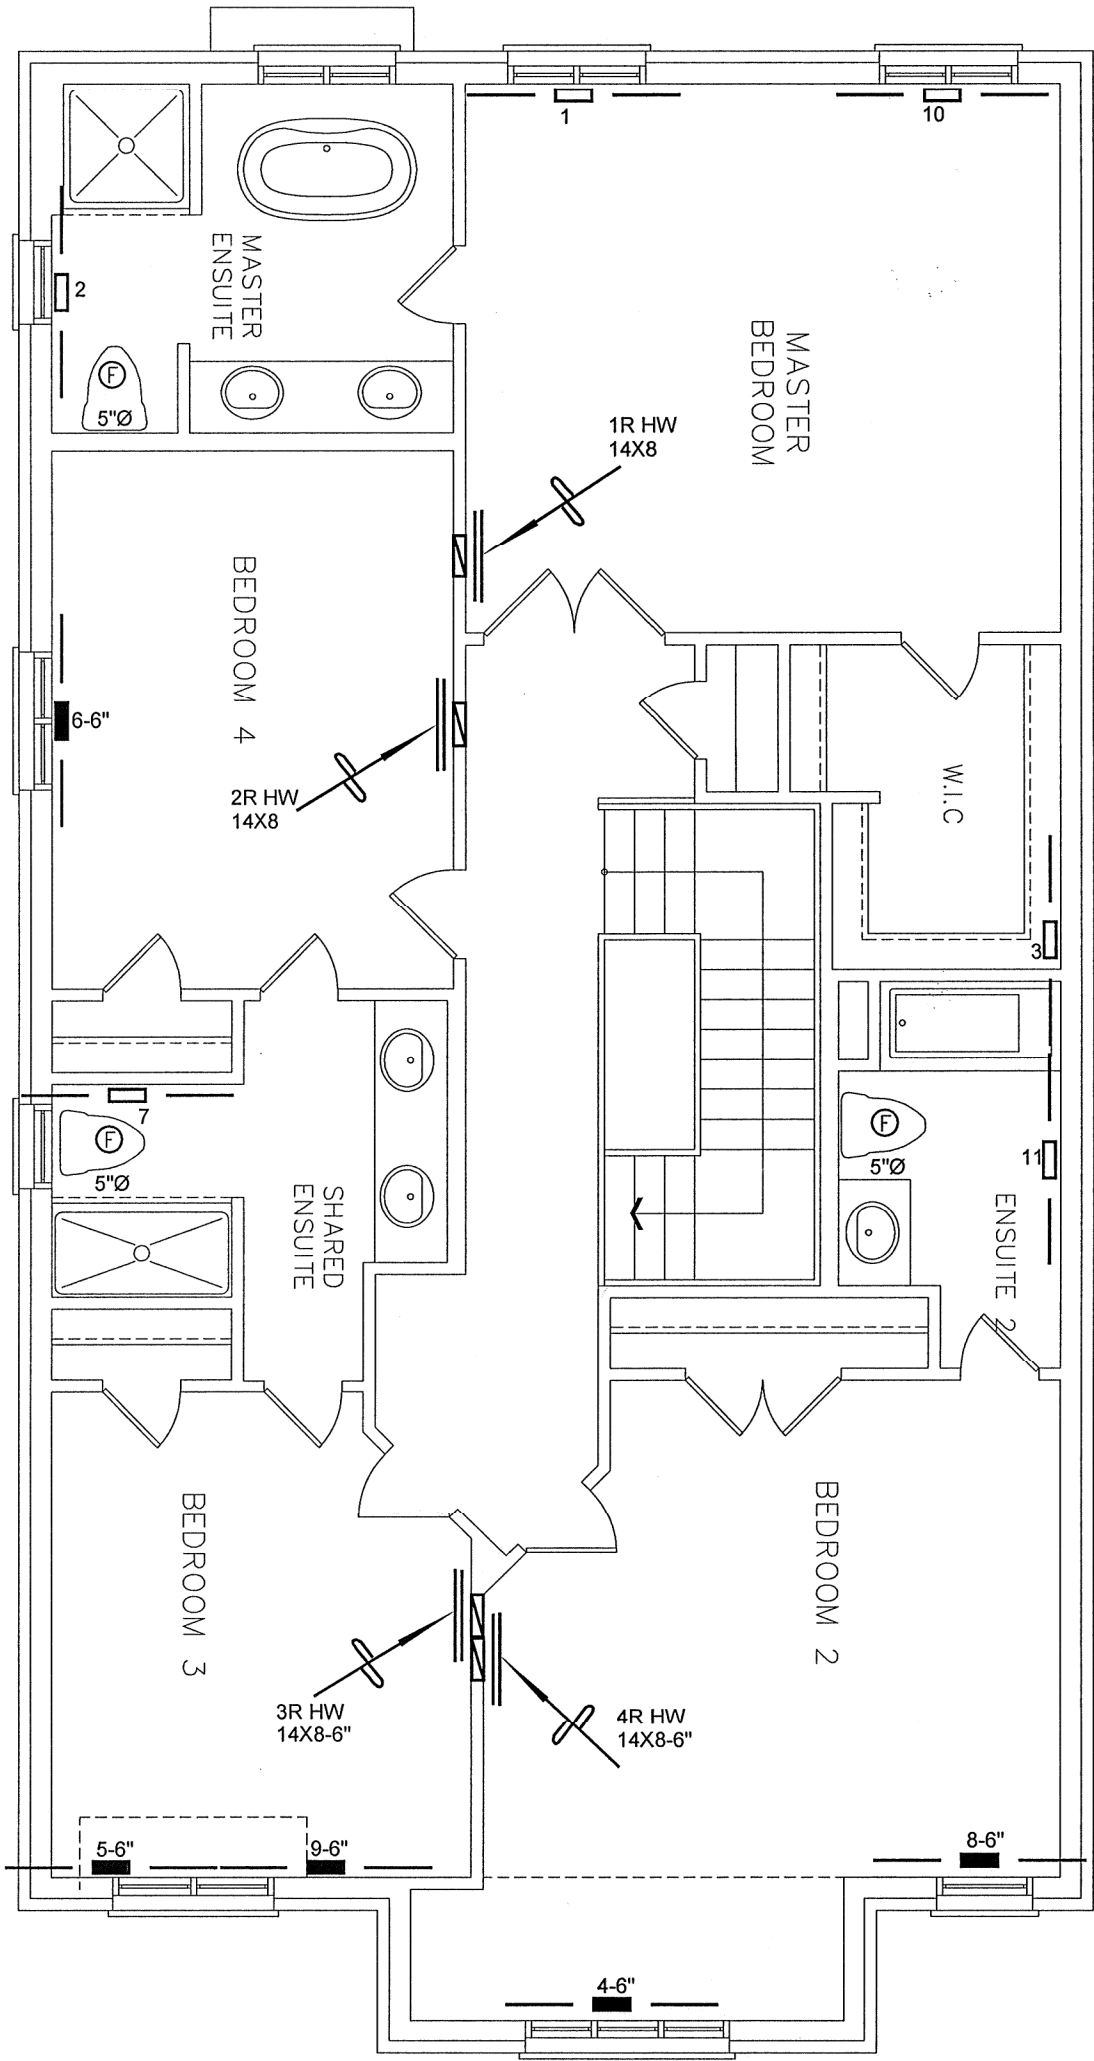 1
10
2
MASTER
ENSUITE
F
5"Ø
MASTER
BEDROOM
1R HW
14X8
BEDROOM 4
6-6"
2R HW
14X8
W.I.C
3
7
F
5"Ø
SHARED
ENSUITE
F
5"Ø
11
ENSUITE 2
BEDROOM 3
BEDROOM 2
3R HW
14X8-6"
4R HW
14X8-6"
5-6"
9-6"
8-6"
4-6"